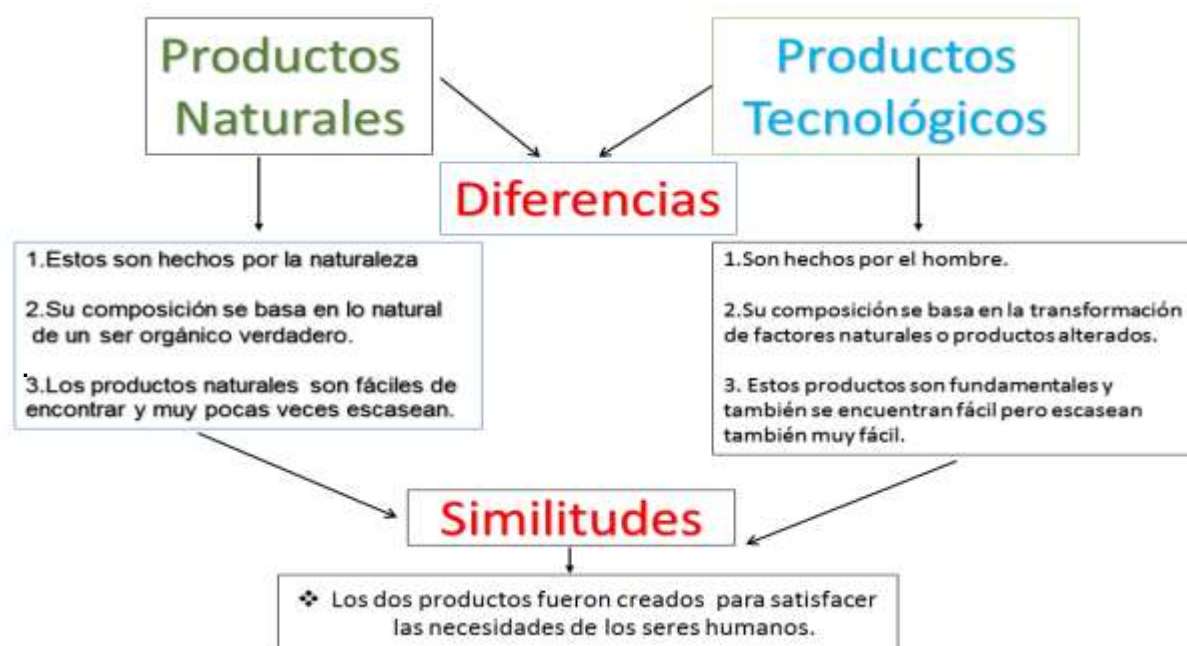 Productos
Naturales
Productos
Tecnológicos
Diferencias
1.Estos son hechos por la naturaleza
2.Su composición se basa en lo natural
de un ser orgánico verdadero.
3.Los productos naturales son fáciles de
encontrar y muy pocas veces escasean.
1.Son hechos por el hombre.
2.Su composición se basa en la transformación
de factores naturales o productos alterados.
3. Estos productos son fundamentales y
también se encuentran fácil pero escasean
también muy fácil.
Similitudes
❖ Los dos productos fueron creados para satisfacer
las necesidades de los seres humanos.